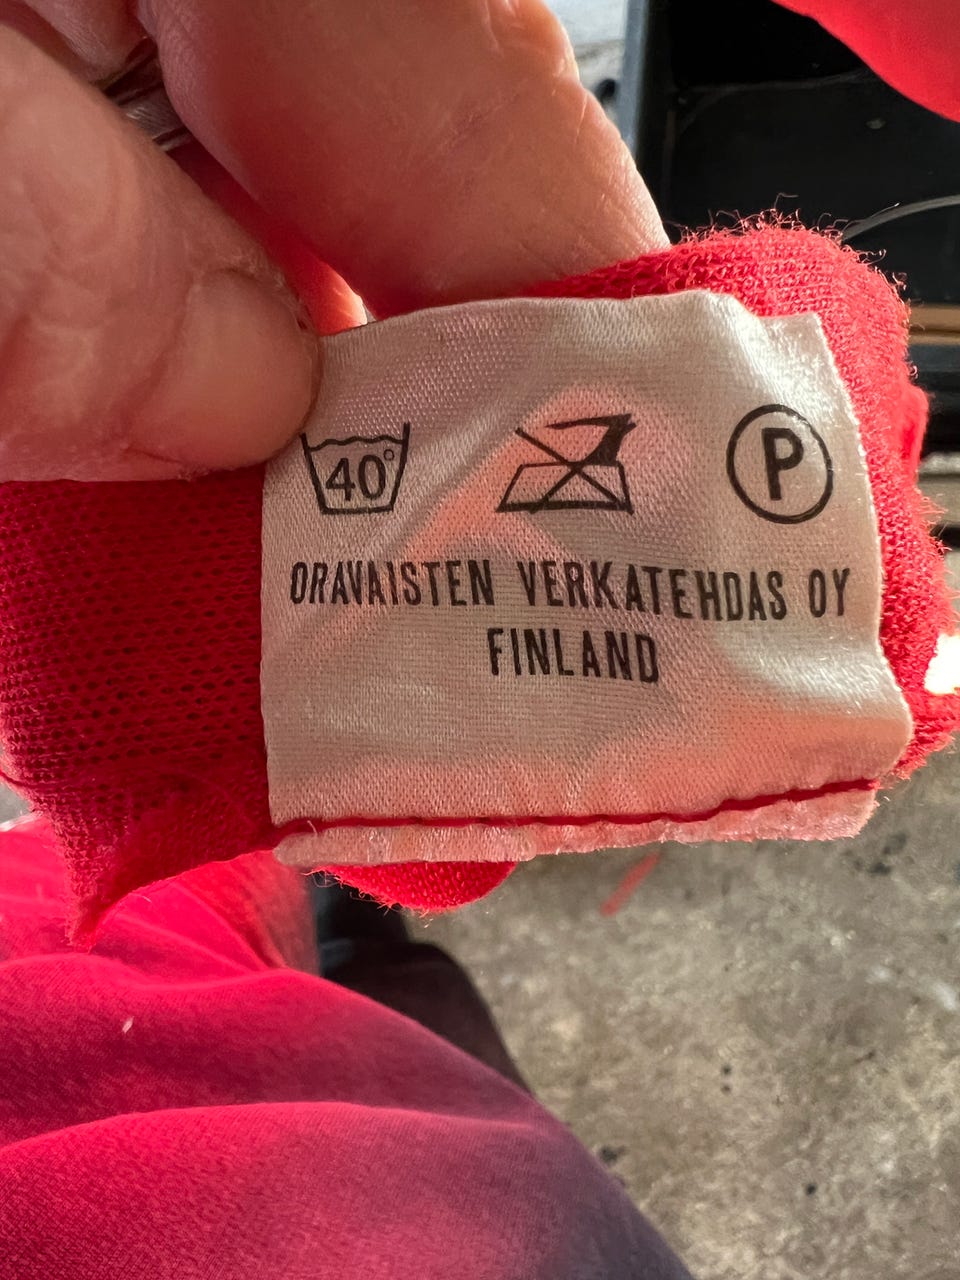 40° P
ORAVAISTEN VERKATEHDAS OY
FINLAND